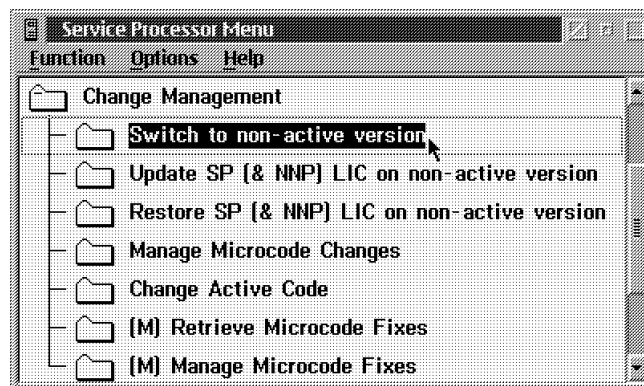 Service Processor Menu
Function Options Help
Change Management
Switch to non-active version
Update SP (& NNP) LIC on non-active version
Restore SP (& NNP) LIC on non-active version
Manage Microcode Changes
Change Active Code
(M) Retrieve Microcode Fixes
(M) Manage Microcode Fixes